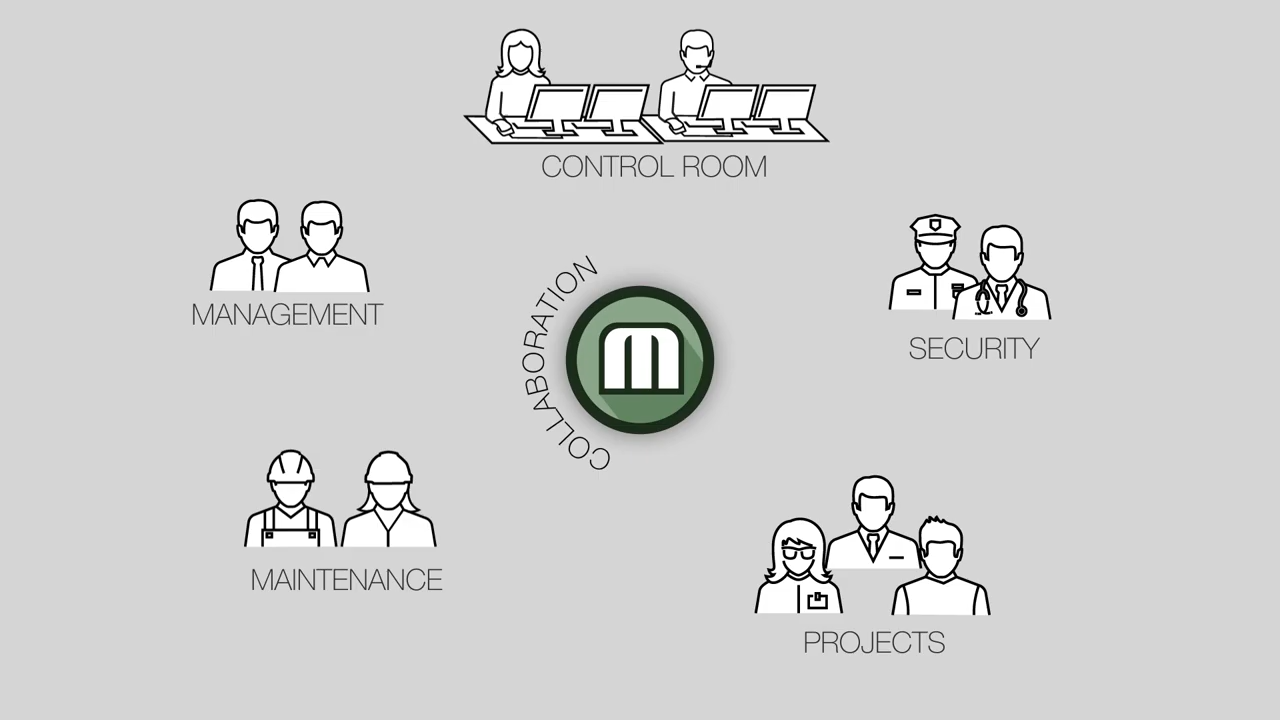 CONTROL ROOM
MANAGEMENT
SECURITY
COLLABORATION
m
MAINTENANCE
PROJECTS